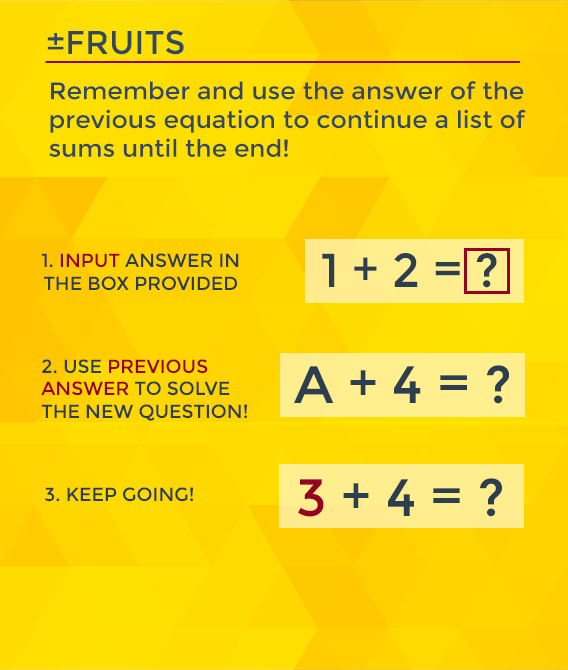 ±FRUITS
Remember and use the answer of the
previous equation to continue a list of
sums until the end!
1. INPUT ANSWER IN
THE BOX PROVIDED
1 + 2 = ?
2. USE PREVIOUS
ANSWER TO SOLVE
THE NEW QUESTION!
A + 4 = ?
3. KEEP GOING!
3 + 4 = ?